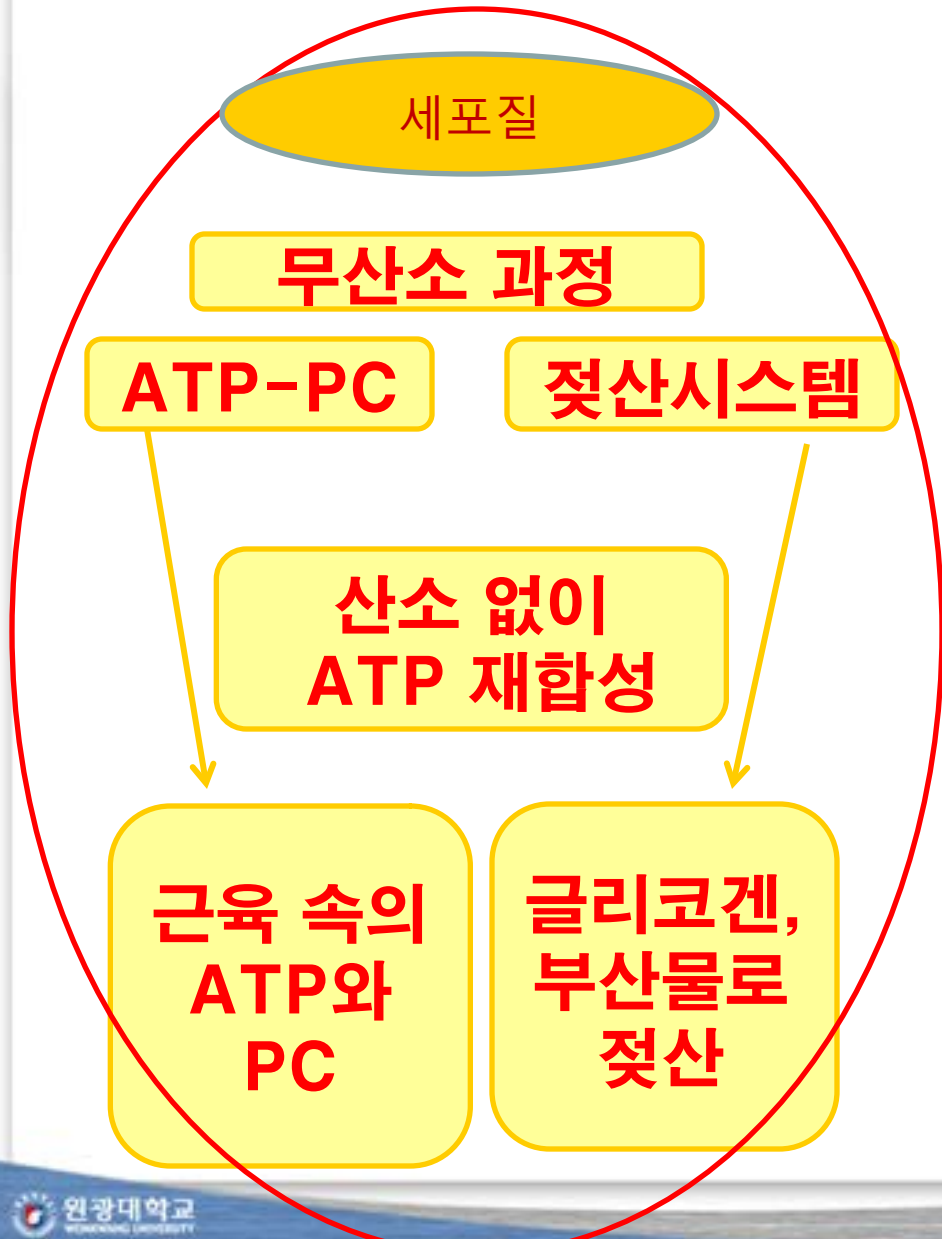 세포질
무산소 과정
ATP-PC
젖산시스템
산소 없이
ATP 재합성
근육 속의
ATP와
PC
글리코겐,
부산물로
젖산
원광대학교
WONKWANG UNIVERSITY